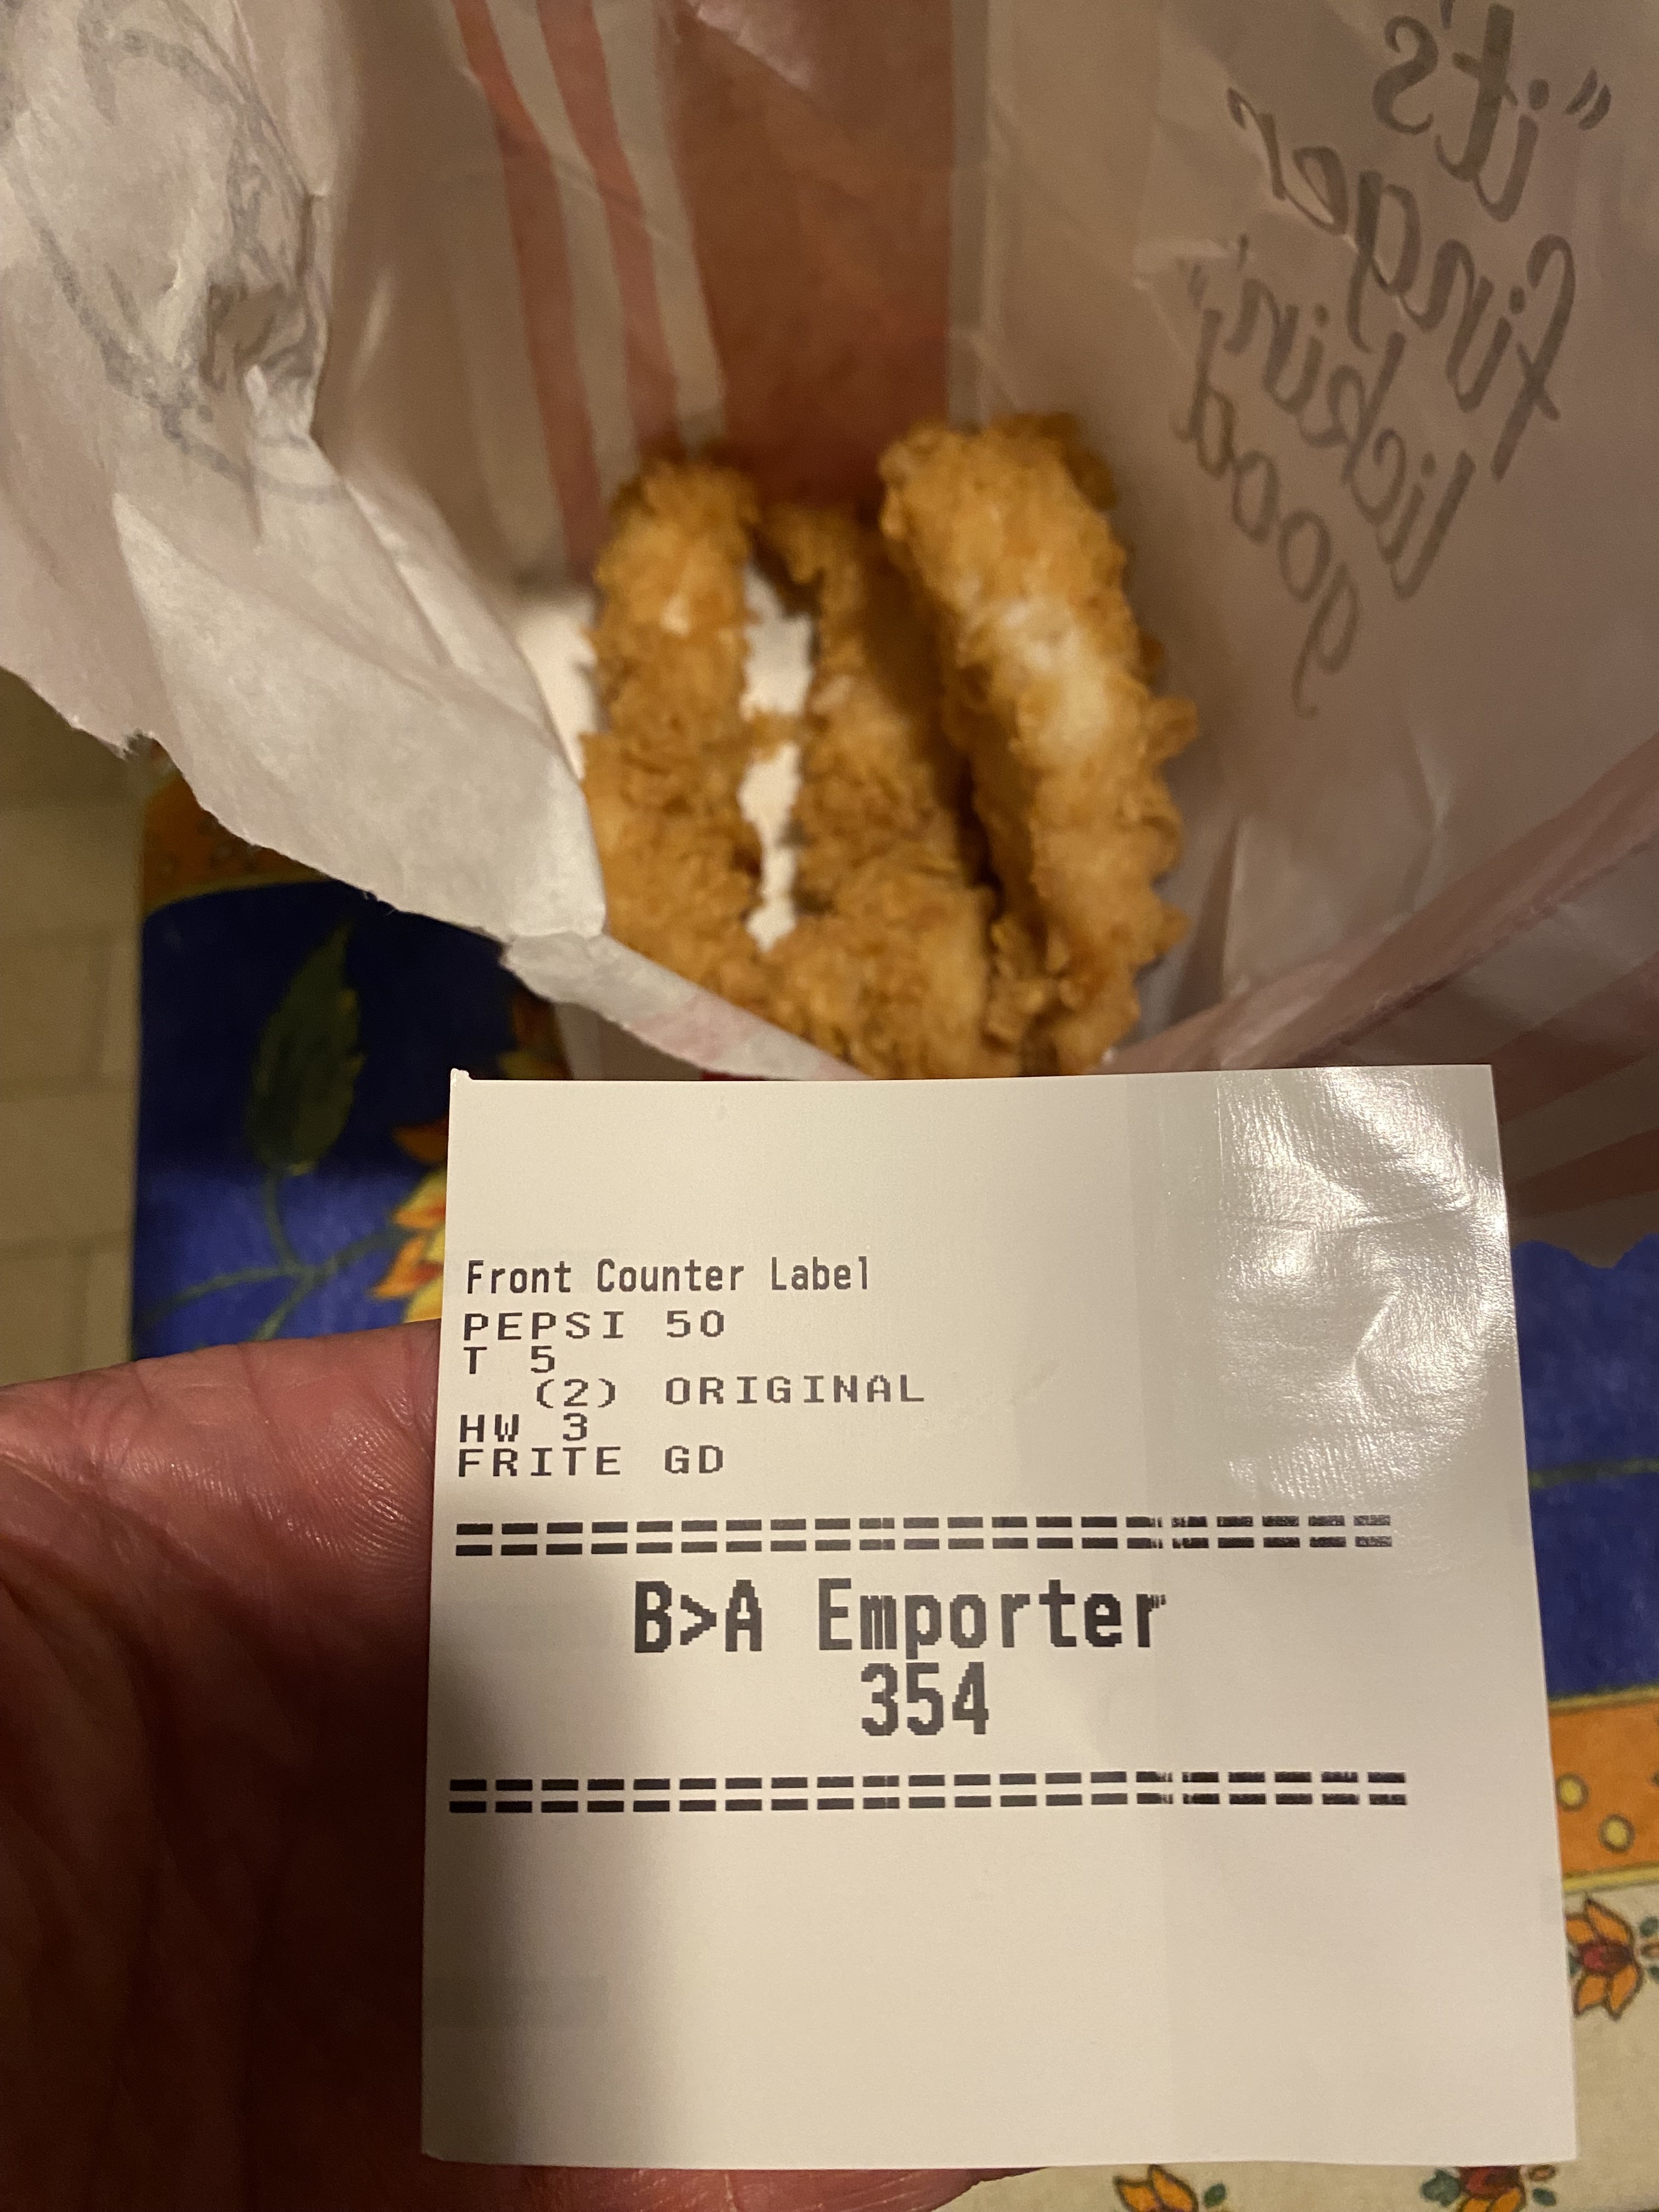 "it's
finger
lickin'
good"
Front Counter Label
PEPSI 50
T 5
(2) ORIGINAL
HW 3
FRITE GD
B>A Emporter
354